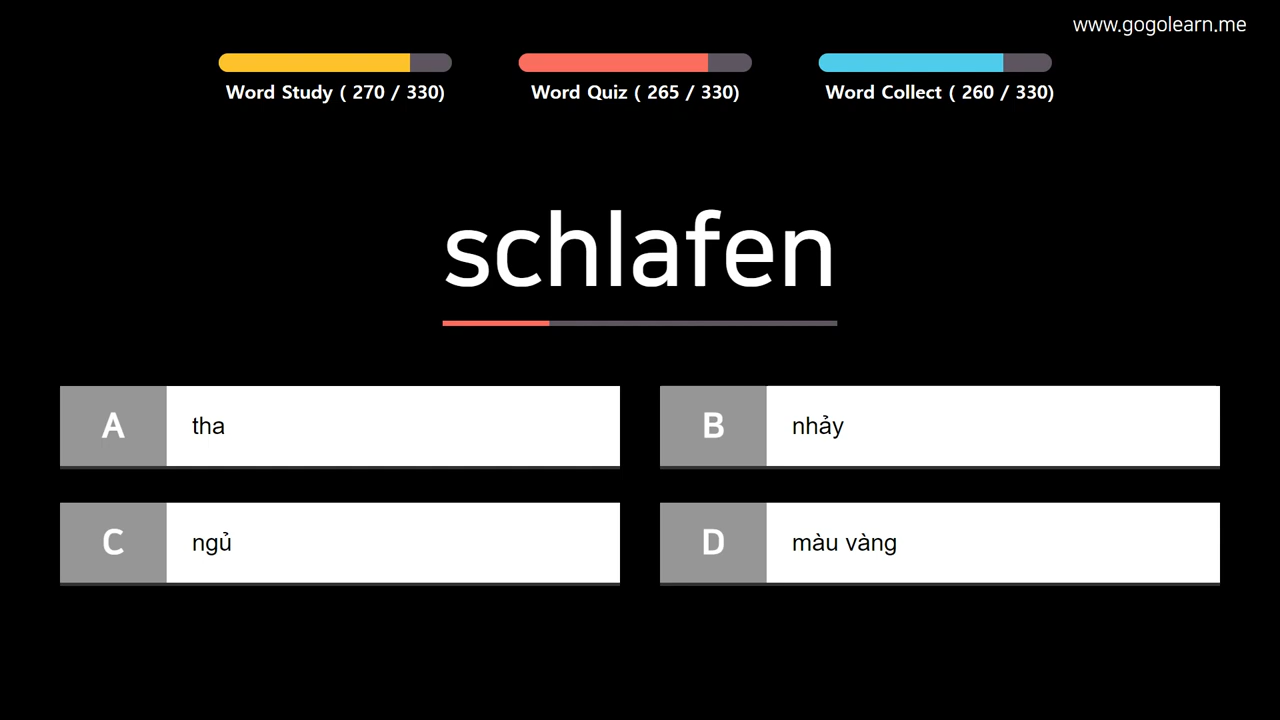 www.gogolearn.me
Word Study ( 270 / 330)
Word Quiz ( 265 / 330)
Word Collect ( 260 / 330)
schlafen
A
tha
B
nhảy
C
ngủ
D
màu vàng